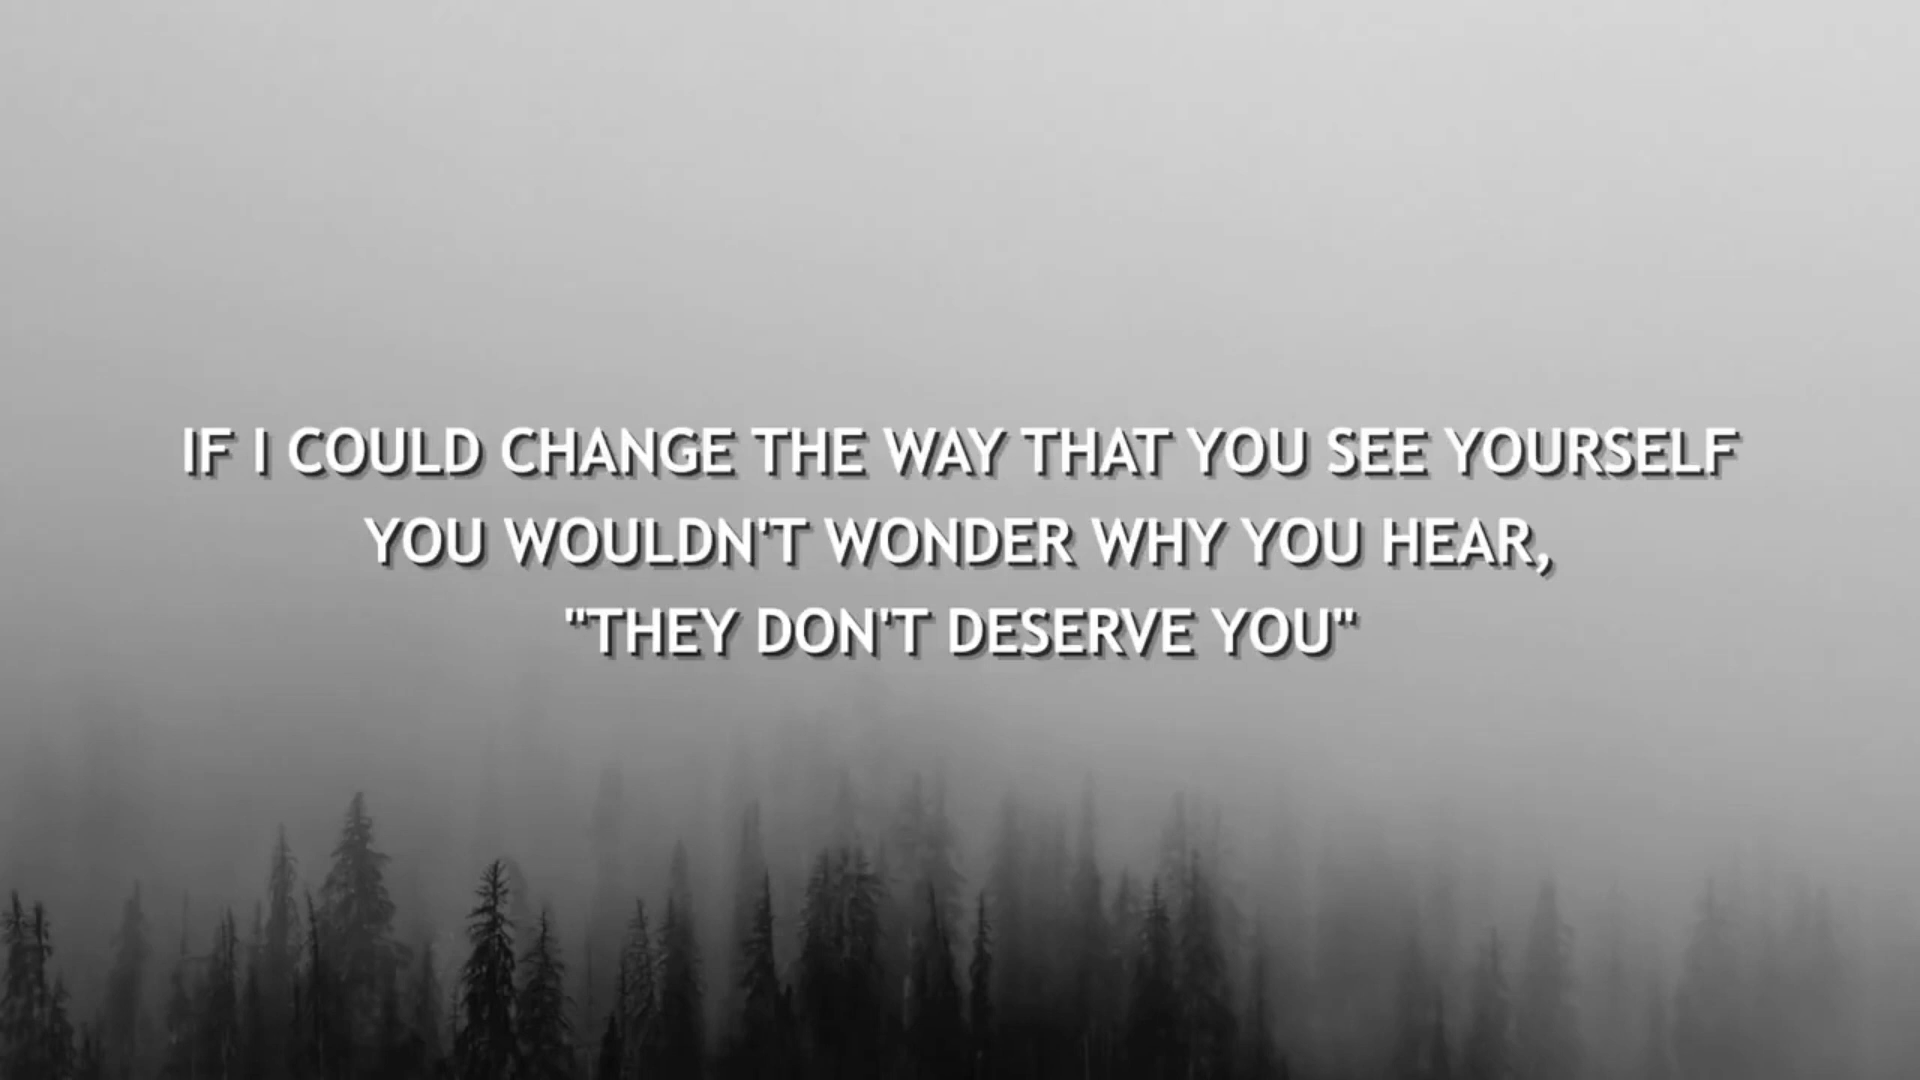 IF I COULD CHANGE THE WAY THAT YOU SEE YOURSELF
YOU WOULDN'T WONDER WHY YOU HEAR,
"THEY DON'T DESERVE YOU"